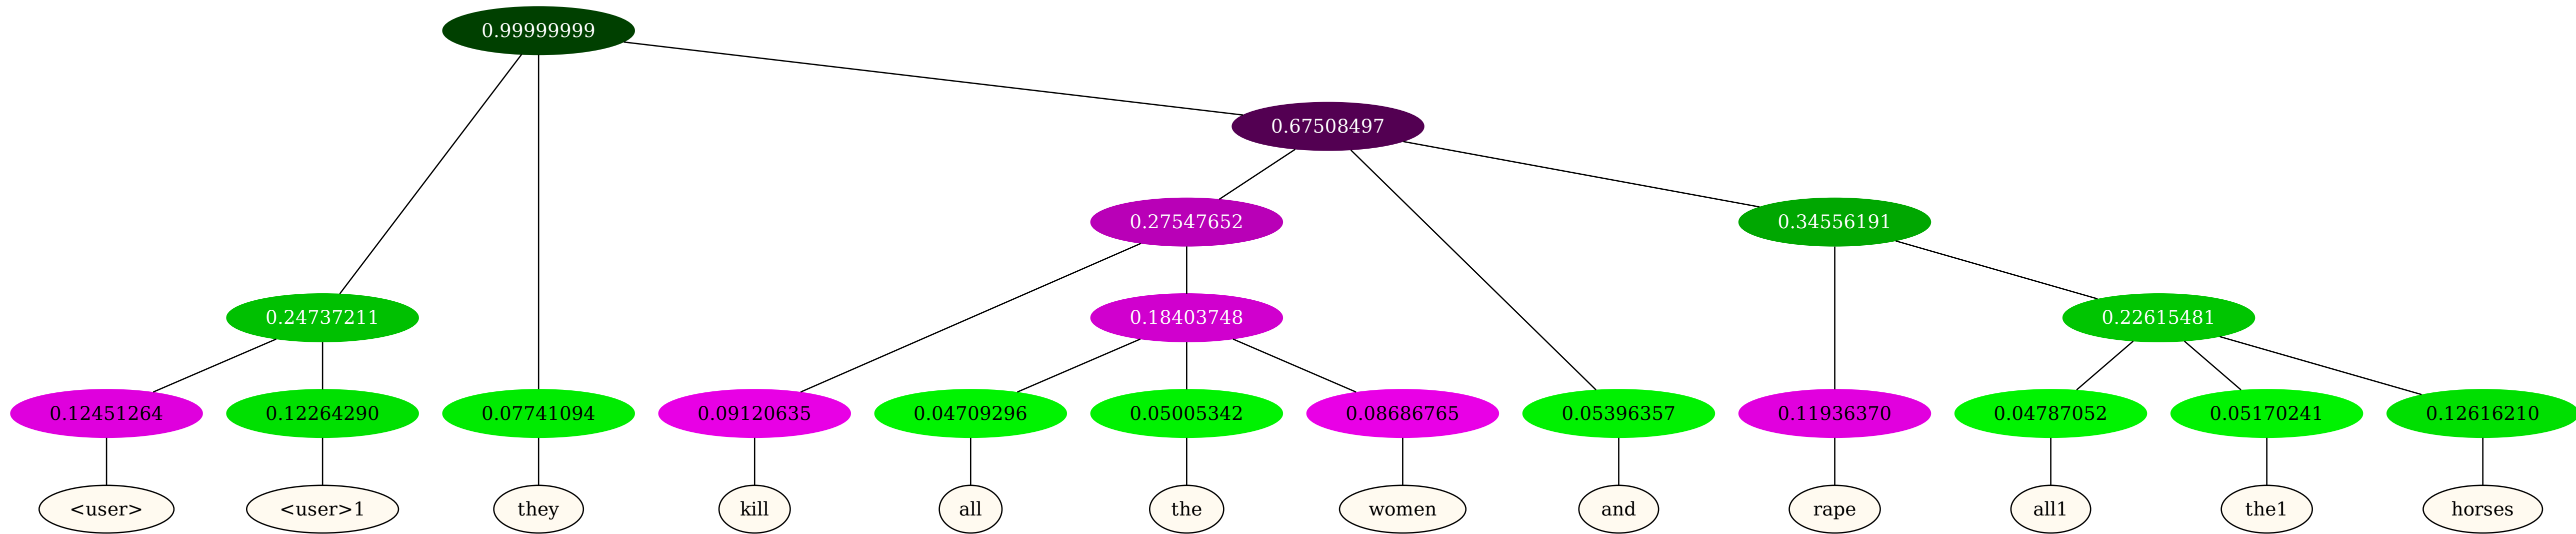 0.99999999
0.67508497
0.27547652 0.34556191
0.24737211 0.18403748 0.22615481
0.12451264 0.12264290 0.07741094 0.09120635 0.04709296 0.05005342 0.08686765 0.05396357 0.11936370 0.04787052 0.05170241 0.12616210
<user> <user>1 they kill all the women and rape all1 the1 horses